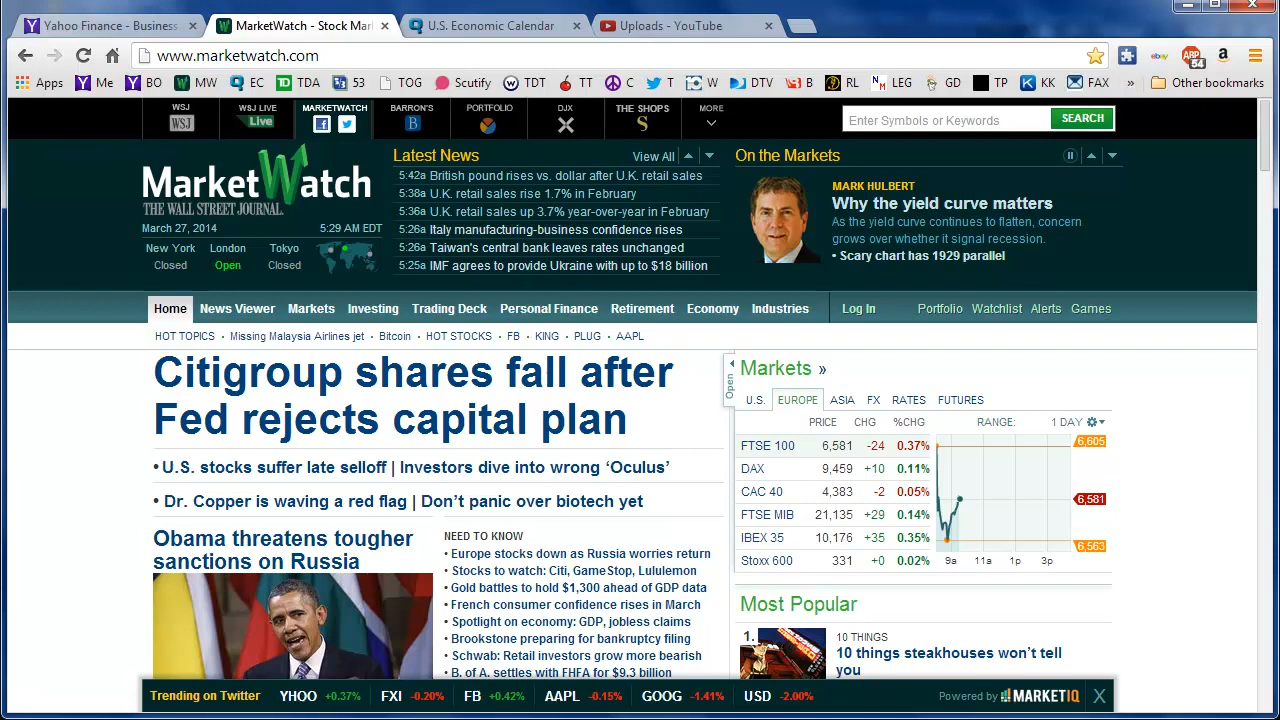 Yahoo Finance - Business
MarketWatch - Stock Mar
U.S. Economic Calendar
Uploads - YouTube
www.marketwatch.com
ebay
ABP
54
a
Apps
Me
BO
MW
EC
TDA
53
TOG
Scutify
TDT
TT
C
T
W
DTV
B
RL
LEG
GD
TP
KK
FAX
»
Other bookmarks
WSJ
WSJ LIVE
MARKETWATCH
BARRON'S
PORTFOLIO
DJX
THE SHOPS
MORE
WSJ
Live
B
S
Enter Symbols or Keywords
SEARCH
MarketWatch
THE WALL STREET JOURNAL.
March 27, 2014
5:29 AM EDT
New York
London
Tokyo
Closed
Open
Closed
Latest News
View All
5:42a British pound rises vs. dollar after U.K. retail sales
5:38a U.K. retail sales rise 1.7% in February
5:36a U.K. retail sales up 3.7% year-over-year in February
5:26a Italy manufacturing-business confidence rises
5:26a Taiwan's central bank leaves rates unchanged
5:25a IMF agrees to provide Ukraine with up to $18 billion
On the Markets
MARK HULBERT
Why the yield curve matters
As the yield curve continues to flatten, concern
grows over whether it signal recession.
• Scary chart has 1929 parallel
Home
News Viewer
Markets
Investing
Trading Deck
Personal Finance
Retirement
Economy
Industries
Log In
Portfolio
Watchlist
Alerts
Games
HOT TOPICS • Missing Malaysia Airlines jet • Bitcoin • HOT STOCKS • FB • KING • PLUG • AAPL
Citigroup shares fall after
Fed rejects capital plan
• U.S. stocks suffer late selloff | Investors dive into wrong ‘Oculus’
• Dr. Copper is waving a red flag | Don’t panic over biotech yet
Obama threatens tougher
sanctions on Russia
NEED TO KNOW
• Europe stocks down as Russia worries return
• Stocks to watch: Citi, GameStop, Lululemon
• Gold battles to hold $1,300 ahead of GDP data
• French consumer confidence rises in March
• Spotlight on economy: GDP, jobless claims
• Brookstone preparing for bankruptcy filing
• Schwab: Retail investors grow more bearish
• B. of A. settles with FHFA for $9.3 billion
Open
Markets »
U.S. EUROPE ASIA FX RATES FUTURES
PRICE CHG %CHG RANGE: 1 DAY
FTSE 100 6,581 -24 0.37%
DAX 9,459 +10 0.11%
CAC 40 4,383 -2 0.05%
FTSE MIB 21,135 +29 0.14%
IBEX 35 10,176 +35 0.35%
Stoxx 600 331 +0 0.02%
6,605
6,581
6,563
9a 11a 1p 3p
Most Popular
1.
10 THINGS
10 things steakhouses won’t tell
you
Trending on Twitter YHOO +0.37% FXI -0.20% FB +0.42% AAPL -0.15% GOOG -1.41% USD -2.00%
Powered by MARKETIQ X